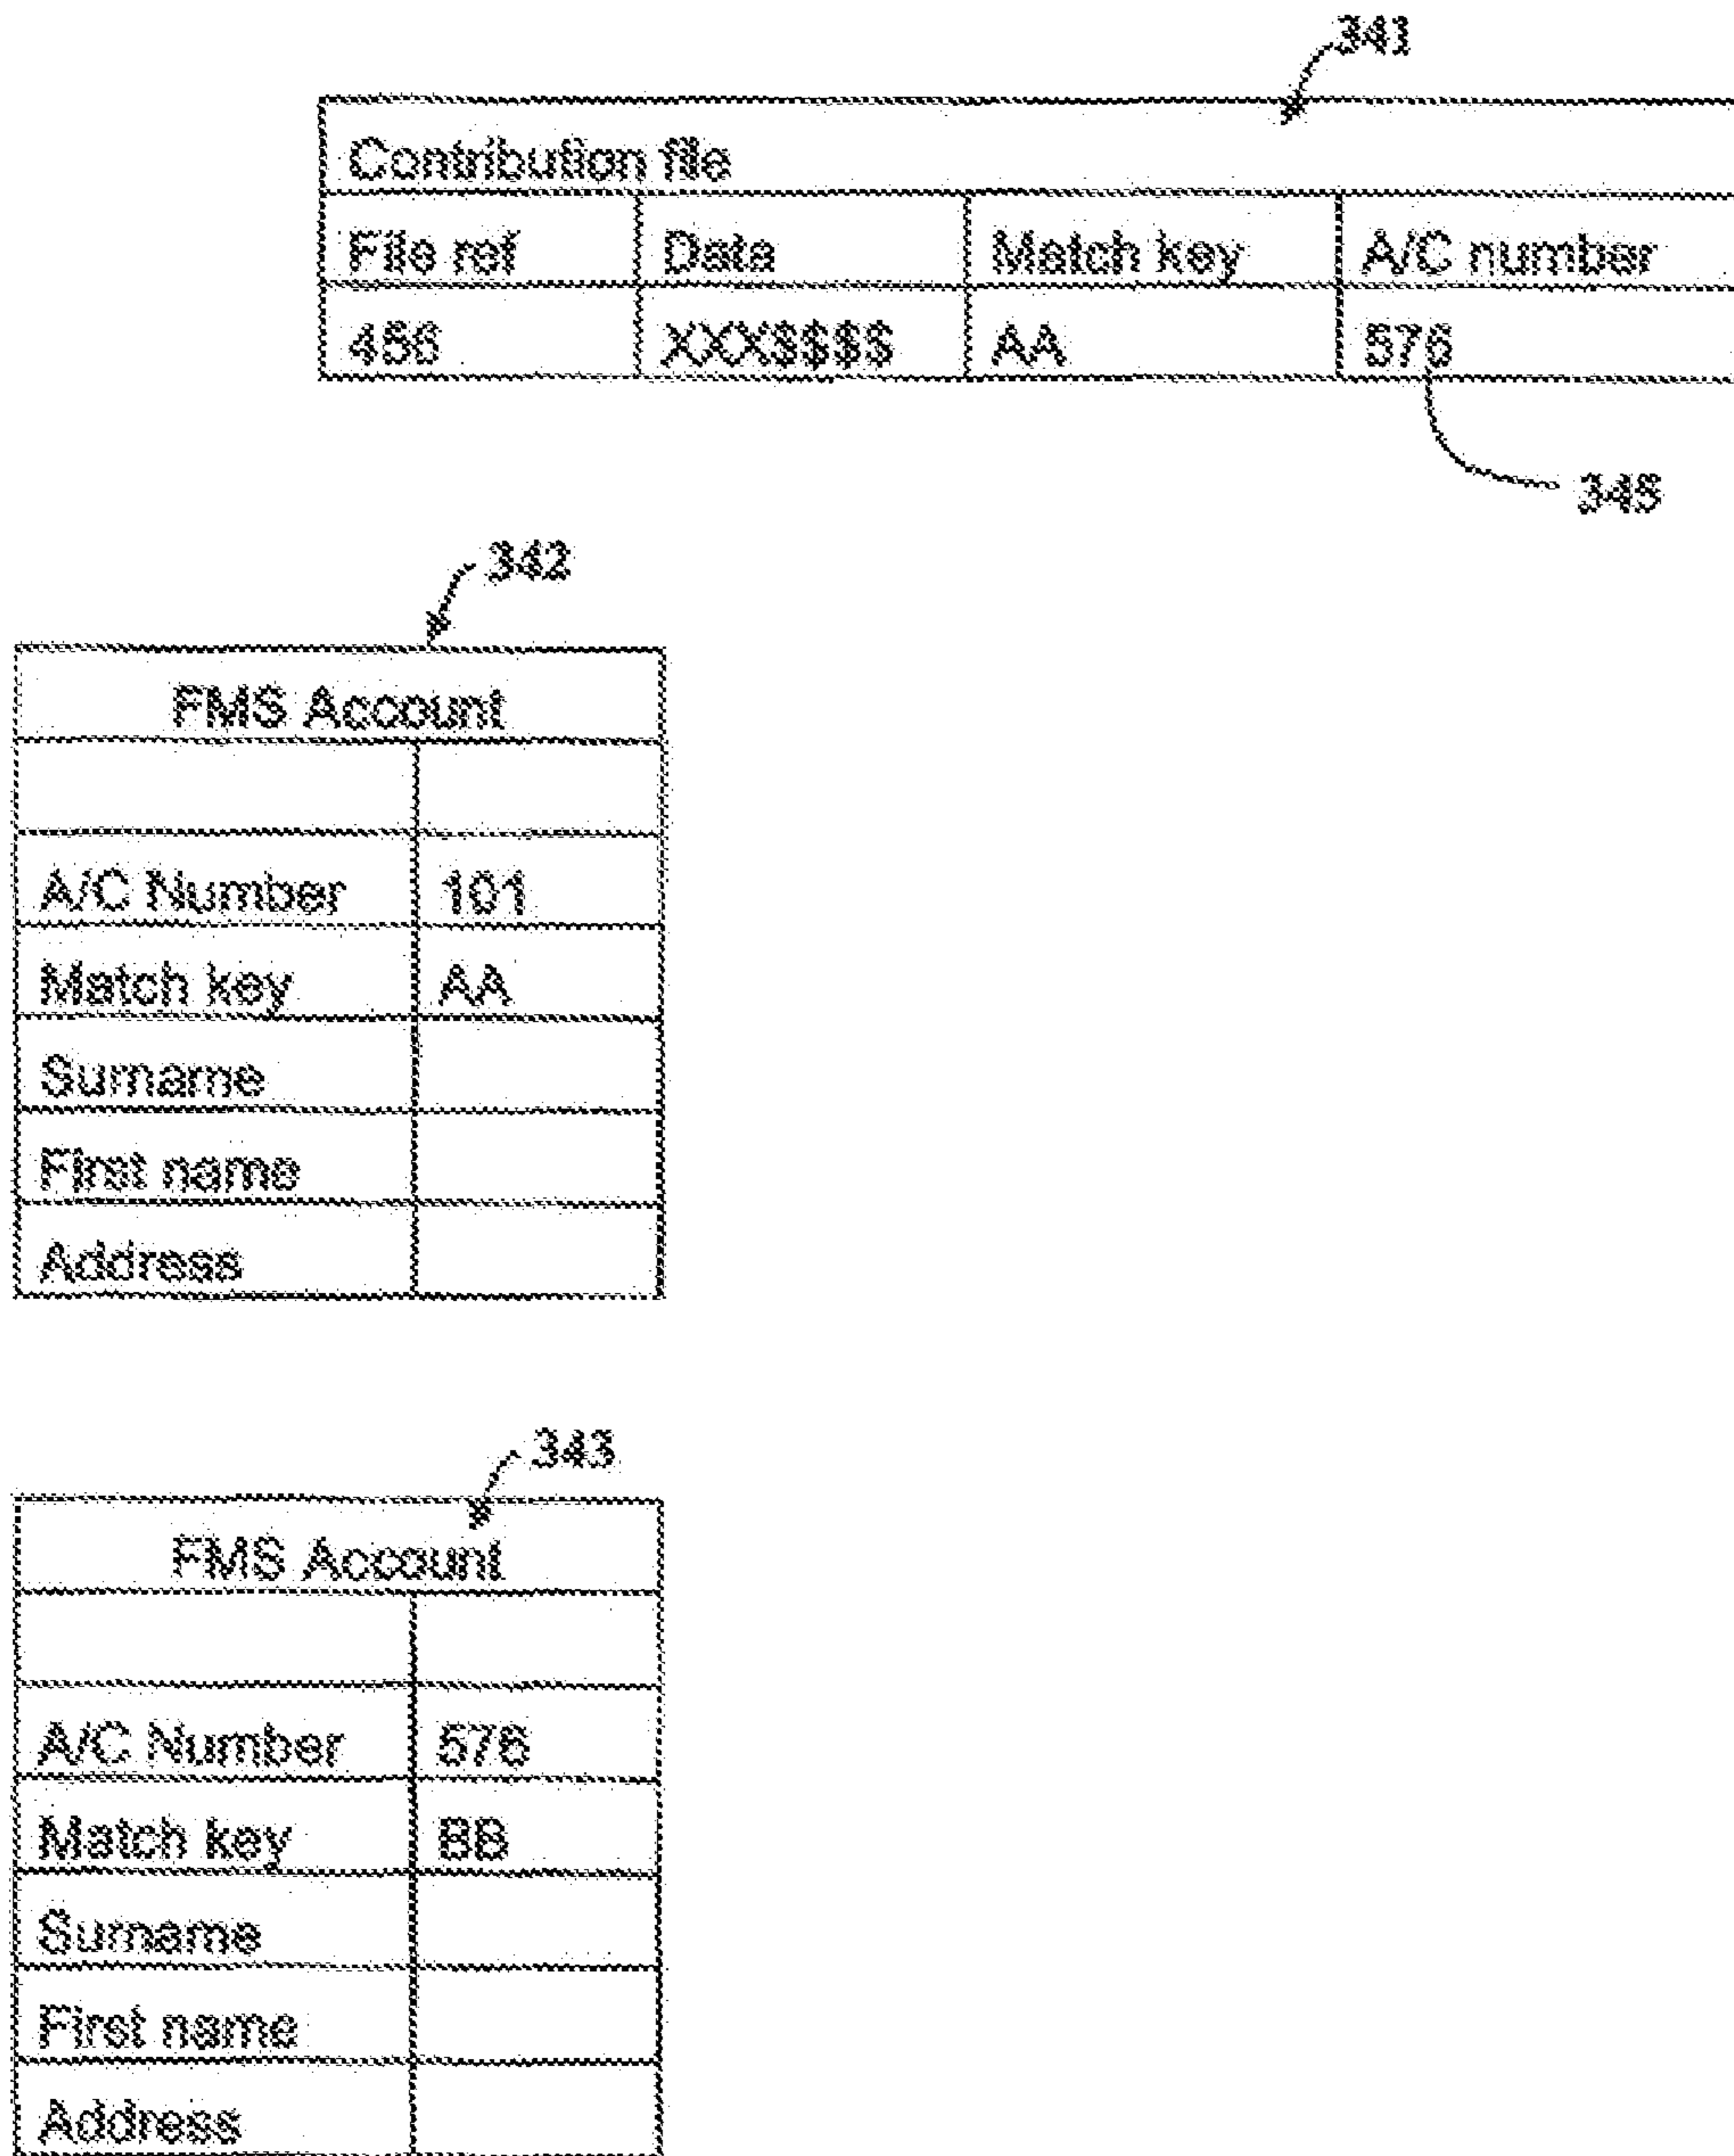 341
Contribution file
File ref Data Match key A/C number
456 XXX$$$$ AA 576
345
342
FMS Account
A/C Number 101
Match key AA
Surname
First name
Address
343
FMS Account
A/C Number 576
Match key BB
Surname
First name
Address